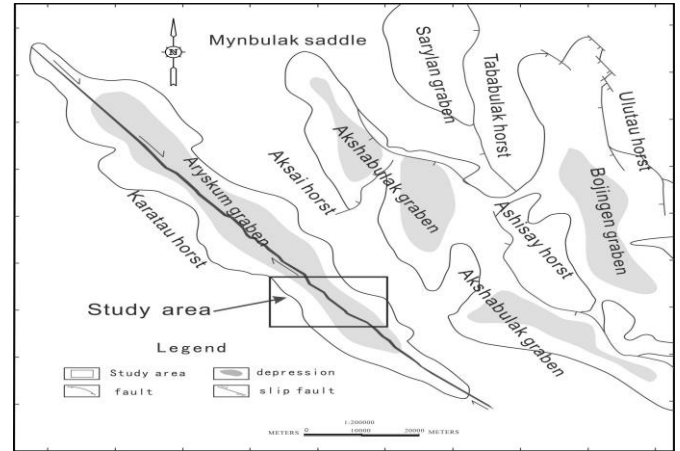 Mynbulak saddle
N
Sarylan graben
Tababulak horst
Ulutau horst
Akshabulak graben
Aksai horst
Aryskum graben
Karatau horst
Bojingen graben
Ashisay horst
Akshabulak graben
Study area
Legend
Study area
depression
fault
slip fault
1:200000
METERS 0 10000 20000 METERS